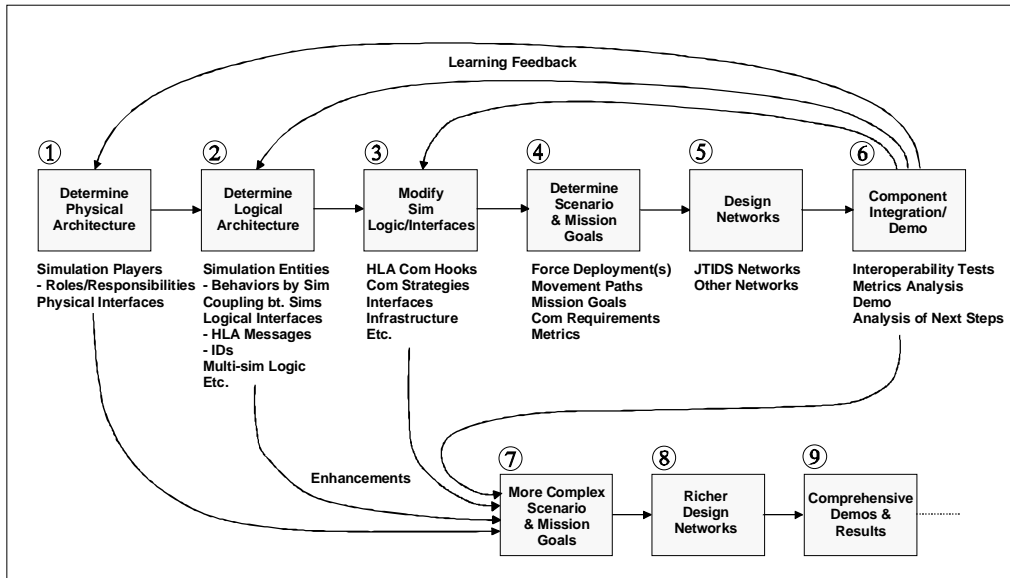 Learning Feedback
1
Determine
Physical
Architecture
Simulation Players
- Roles/Responsibilities
Physical Interfaces
2
Determine
Logical
Architecture
Simulation Entities
- Behaviors by Sim
Coupling bt. Sims
Logical Interfaces
- HLA Messages
- IDs
Multi-sim Logic
Etc.
3
Modify
Sim
Logic/Interfaces
HLA Com Hooks
Com Strategies
Interfaces
Infrastructure
Etc.
4
Determine
Scenario
& Mission
Goals
Force Deployment(s)
Movement Paths
Mission Goals
Com Requirements
Metrics
5
Design
Networks
JTIDS Networks
Other Networks
6
Component
Integration/
Demo
Interoperability Tests
Metrics Analysis
Demo
Analysis of Next Steps
Enhancements
7
More Complex
Scenario
& Mission
Goals
8
Richer
Design
Networks
9
Comprehensive
Demos &
Results